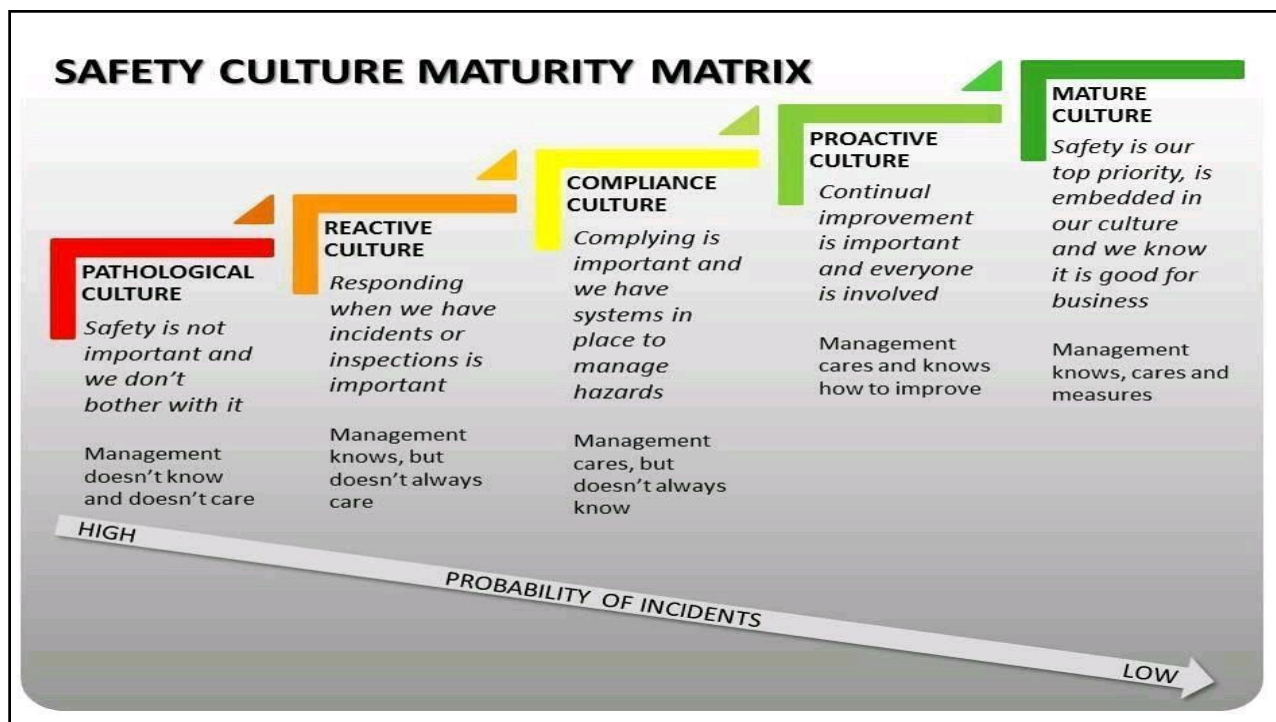 SAFETY CULTURE MATURITY MATRIX
PATHOLOGICAL
CULTURE
Safety is not
important and
we don't
bother with it
Management
doesn't know
and doesn't care
REACTIVE
CULTURE
Responding
when we have
incidents or
inspections is
important
Management
knows, but
doesn't always
care
COMPLIANCE
CULTURE
Complying is
important and
we have
systems in
place to
manage
hazards
Management
cares, but
doesn't always
know
PROACTIVE
CULTURE
Continual
improvement
is important
and everyone
is involved
Management
cares and knows
how to improve
MATURE
CULTURE
Safety is our
top priority, is
embedded in
our culture
and we know
it is good for
business
Management
knows, cares and
measures
HIGH
PROBABILITY OF INCIDENTS
LOW